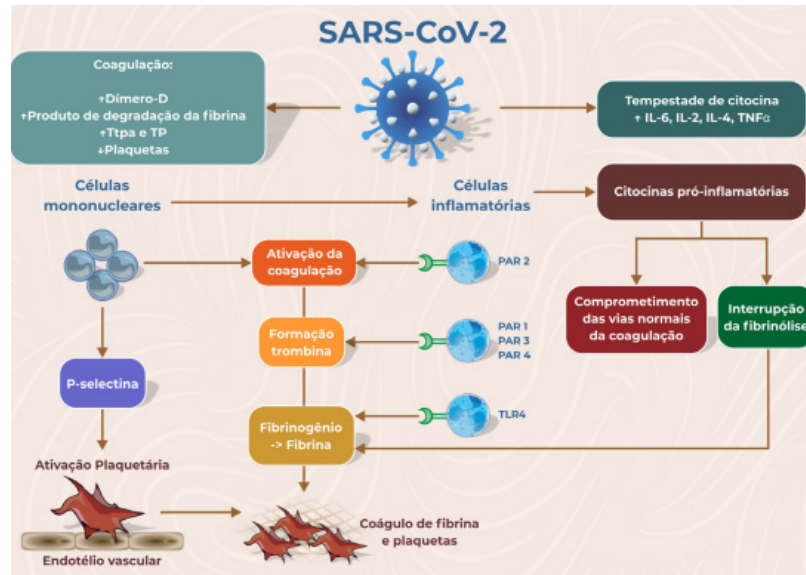 SARS-CoV-2
Coagulação:
↑Dímero-D
↑Produto de degradação da fibrina
↑Ttpa e TP
↓Plaquetas
Tempestade de citocina
↑ IL-6, IL-2, IL-4, TNFα
Células
mononucleares
Células
inflamatórias
Citocinas pró-inflamatórias
Ativação da
coagulação
PAR 2
Comprometimento
das vias normais
da coagulação
Interrupção
da fibrinólise
Formação
trombina
PAR 1
PAR 3
PAR 4
P-selectina
Fibrinogênio
-> Fibrina
TLR4
Ativação Plaquetária
Coágulo de fibrina
e plaquetas
Endotélio vascular